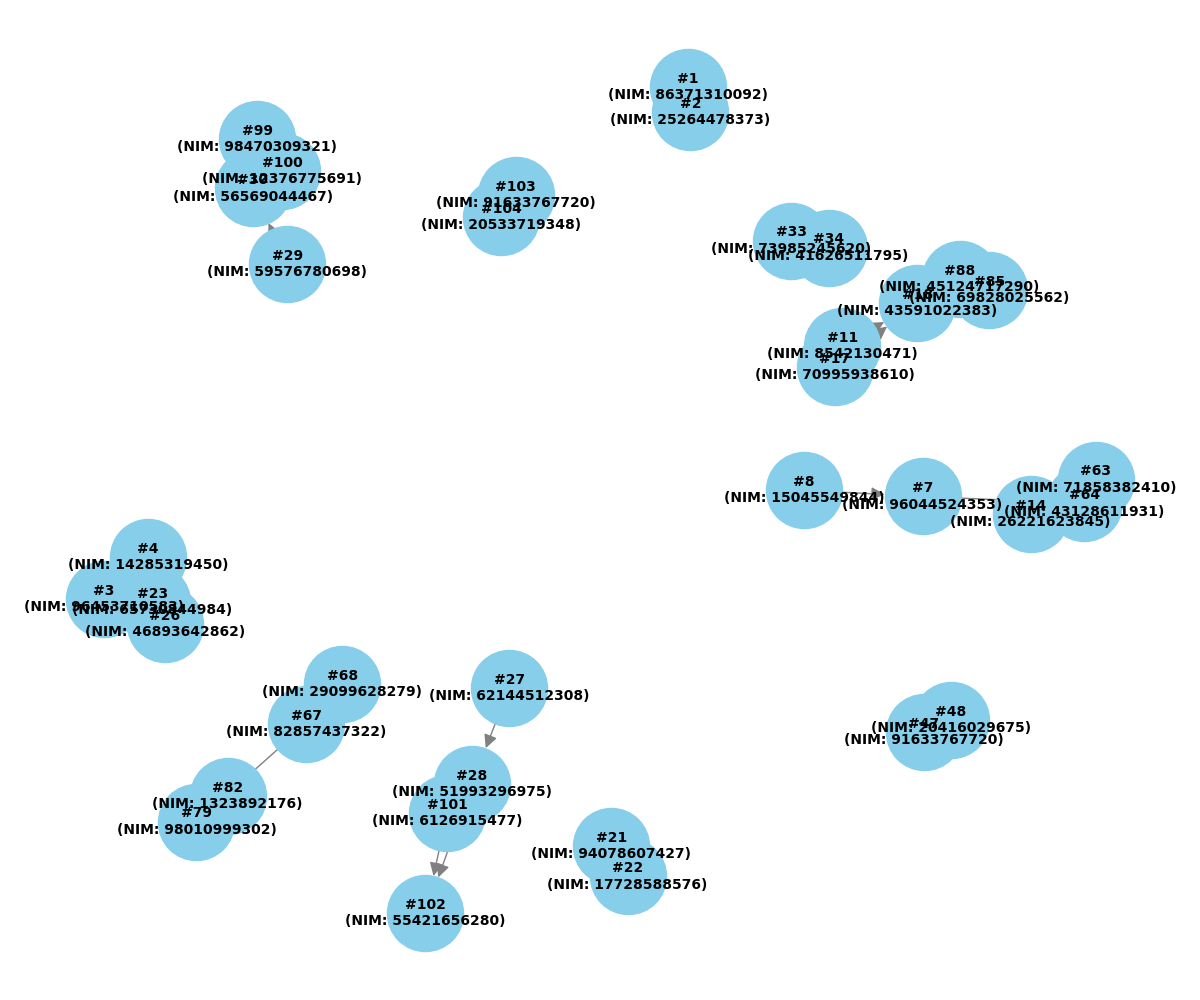 #1
(NIM: 86371310092)
#2
(NIM: 25264478373)
#99
(NIM: 98470309321)
#100
(NIM: 12376775691)
#30
(NIM: 56569044467)
#29
(NIM: 59576780698)
#103
(NIM: 91633767720)
#104
(NIM: 20533719348)
#33
(NIM: 73985245620)
#34
(NIM: 41626511795)
#88
(NIM: 45124717290)
#85
(NIM: 69828025562)
(NIM: 43591022383)
#11
(NIM: 8542130471)
#17
(NIM: 70995938610)
#8
(NIM: 15045549844)
#7
(NIM: 96044524353)
#63
(NIM: 71858382410)
#64
(NIM: 43128611931)
#14
(NIM: 26221623845)
#4
(NIM: 14285319450)
#3
(NIM:
#23
(NIM:
#26
(NIM: 46893642862)
#68
(NIM: 29099628279)
#67
(NIM: 82857437322)
#27
(NIM: 62144512308)
#82
(NIM: 1323892176)
#79
(NIM: 98010999302)
#28
(NIM: 51993296975)
#101
(NIM: 6126915477)
#102
(NIM: 55421656280)
#21
(NIM: 94078607427)
#22
(NIM: 17728588576)
#48
(NIM: 20416029675)
#47
(NIM: 91633767720)